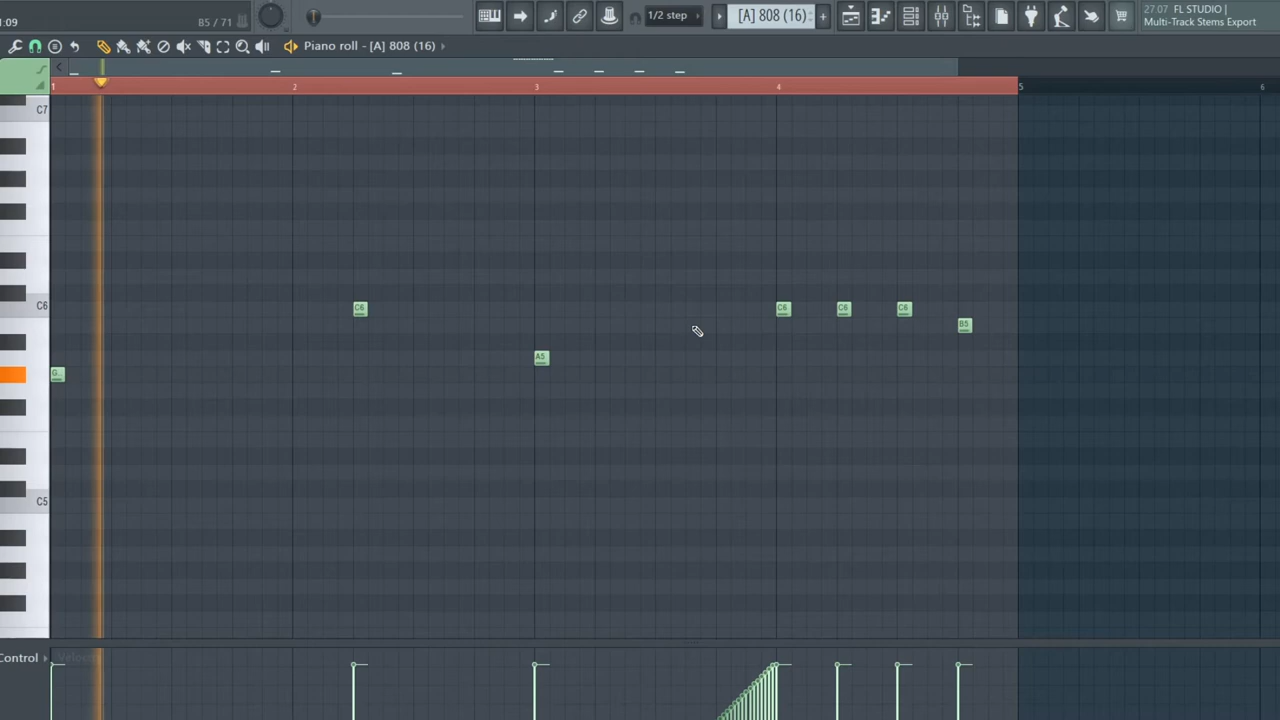 1:09
B5 / 71
1/2 step
[A] 808 (16)
27.07 FL STUDIO |
Multi-Track Stems Export
Piano roll - [A] 808 (16)
1 2 3 4 5 6
C7
C6
C5
C6
A5
G..
C6 C6 C6
B5
Control